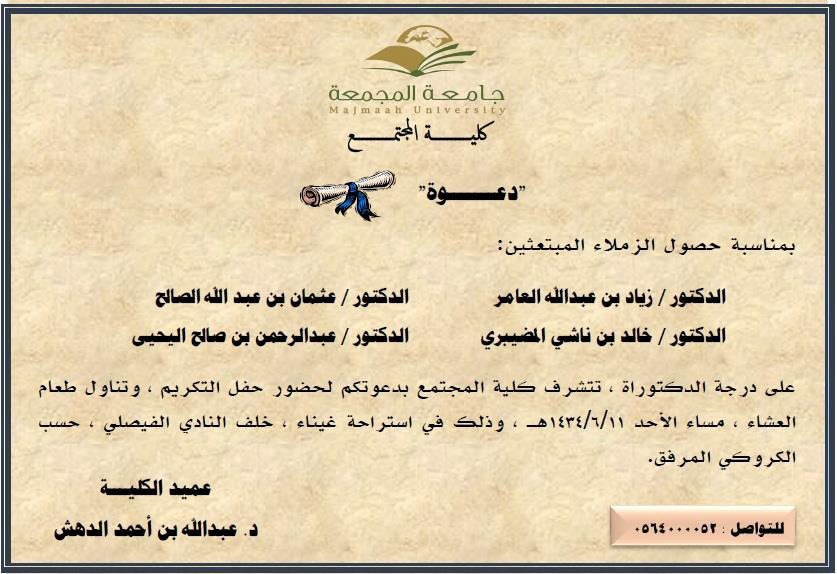 جامعة المجمعة
Majmaah University
كليـــة المجتمـــع
"دعـــــوة"
بمناسبة حصول الزملاء المبتعثين:
الدكتور / زياد بن عبدالله العامر الدكتور / عثمان بن عبد الله الصالح
الدكتور / خالد بن ناشي المضيبري الدكتور / عبدالرحمن بن صالح اليحيى
على درجة الدكتوراة ، تتشرف كلية المجتمع بدعوتكم لحضور حفل التكريم ، وتناول طعام
العشاء ، مساء الأحد ١٤٣٤/٦/١١هـ ، وذلك في استراحة غيناء ، خلف النادي الفيصلي ، حسب
الكروكي المرفق.
عميد الكليـــة
د. عبدالله بن أحمد الدهش
للتواصل : ٠٥٦٤٠٠٠٠٥٢